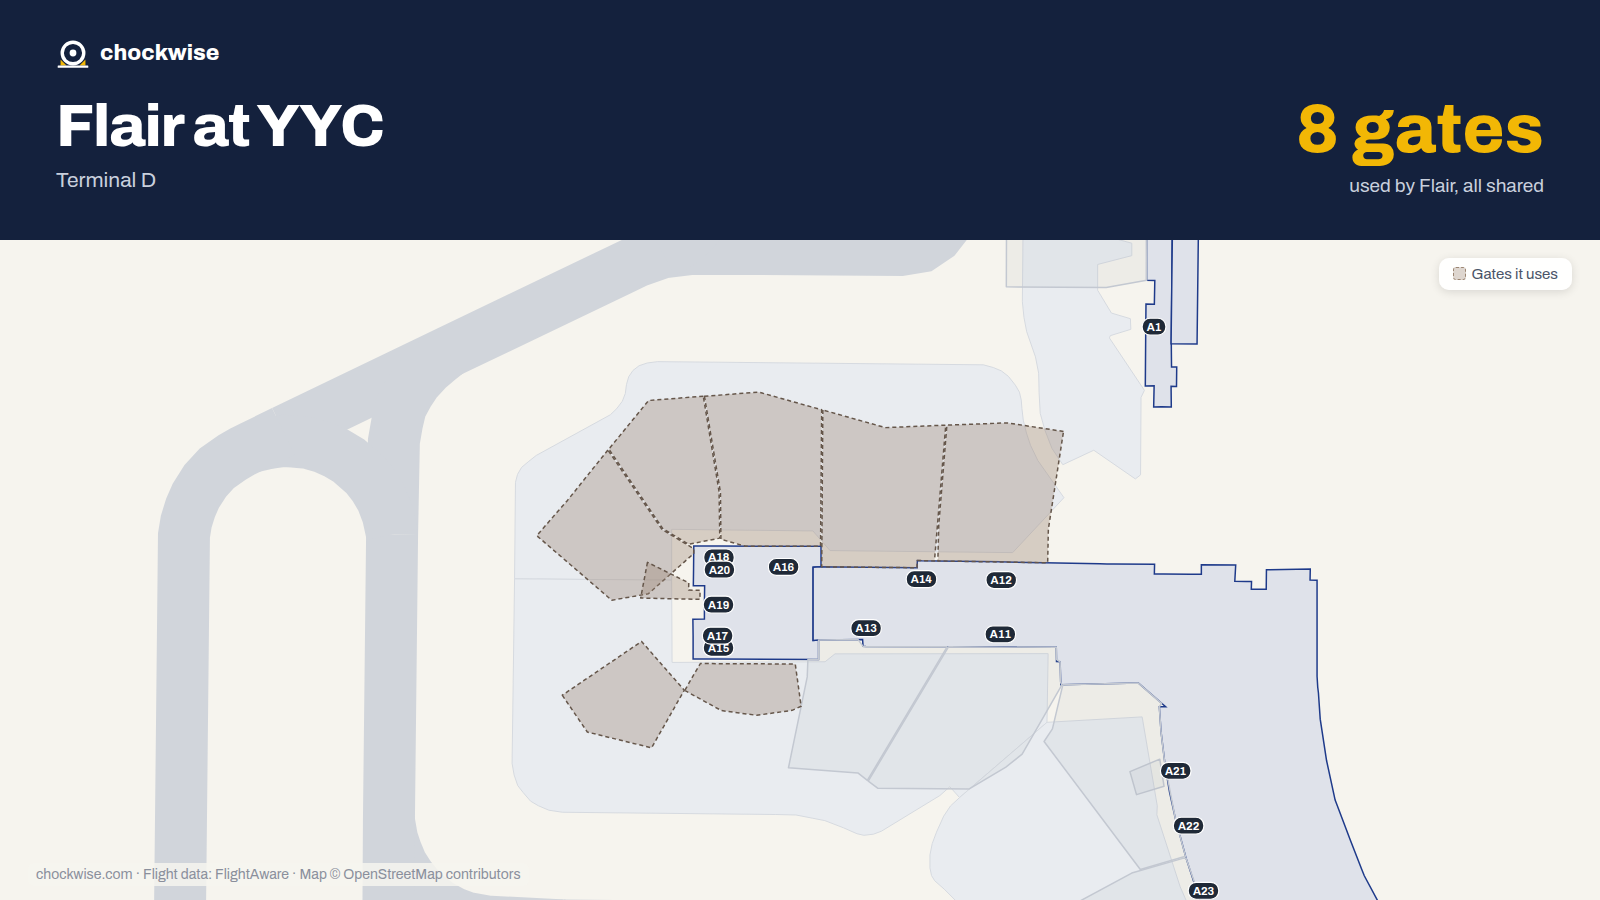 chockwise
Flair at YYC
Terminal D
8 gates
used by Flair, all shared
Gates it uses
A1
A18
A20
A16
A14
A12
A19
A13
A11
A17
A15
A21
A22
A23
chockwise.com · Flight data: FlightAware · Map © OpenStreetMap contributors